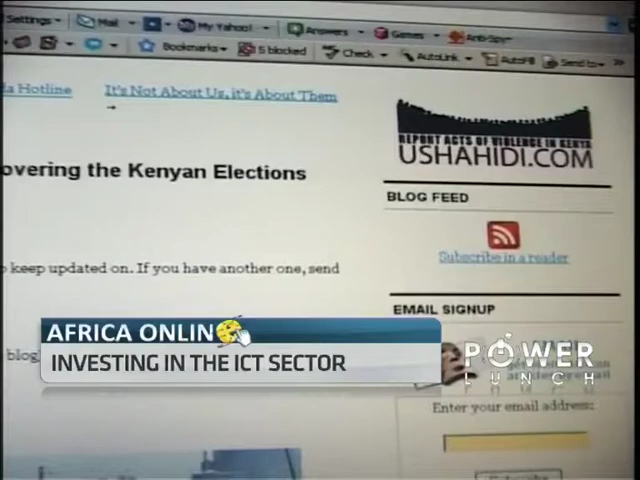 Settings Mail My Yahoo! Answers Games Anti-Spy
Bookmarks 5 blocked Check AutoLink AutoFill Send to
a Hotline It's Not About Us, it's About Them
→
REPORT ACTS OF VIOLENCE IN KENYA
USHAHIDI.COM
overing the Kenyan Elections
BLOG FEED
Subscribe in a reader
keep updated on. If you have another one, send
EMAIL SIGNUP
AFRICA ONLIN
INVESTING IN THE ICT SECTOR
blog
POWER
LUNCH
Enter your email address: